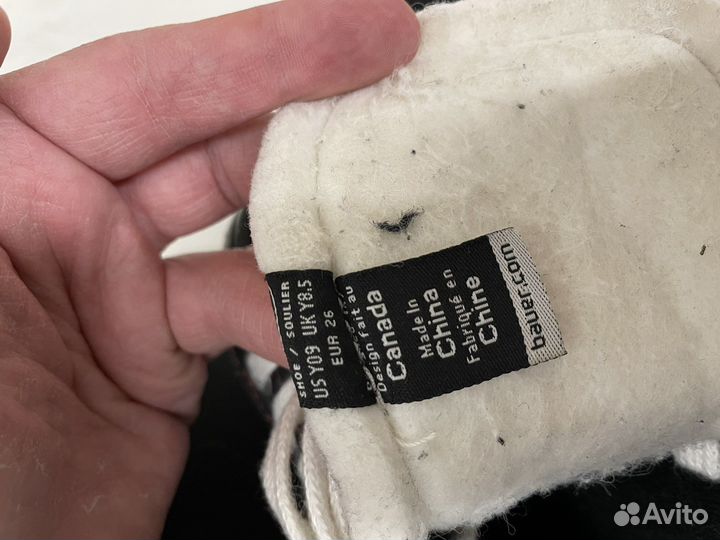 SHOE / SOULIER
US Y09 UK Y8.5
EUR 26
Design fait au
Canada
Made In
China
Fabriqué en
Chine
bauer.com
Avito